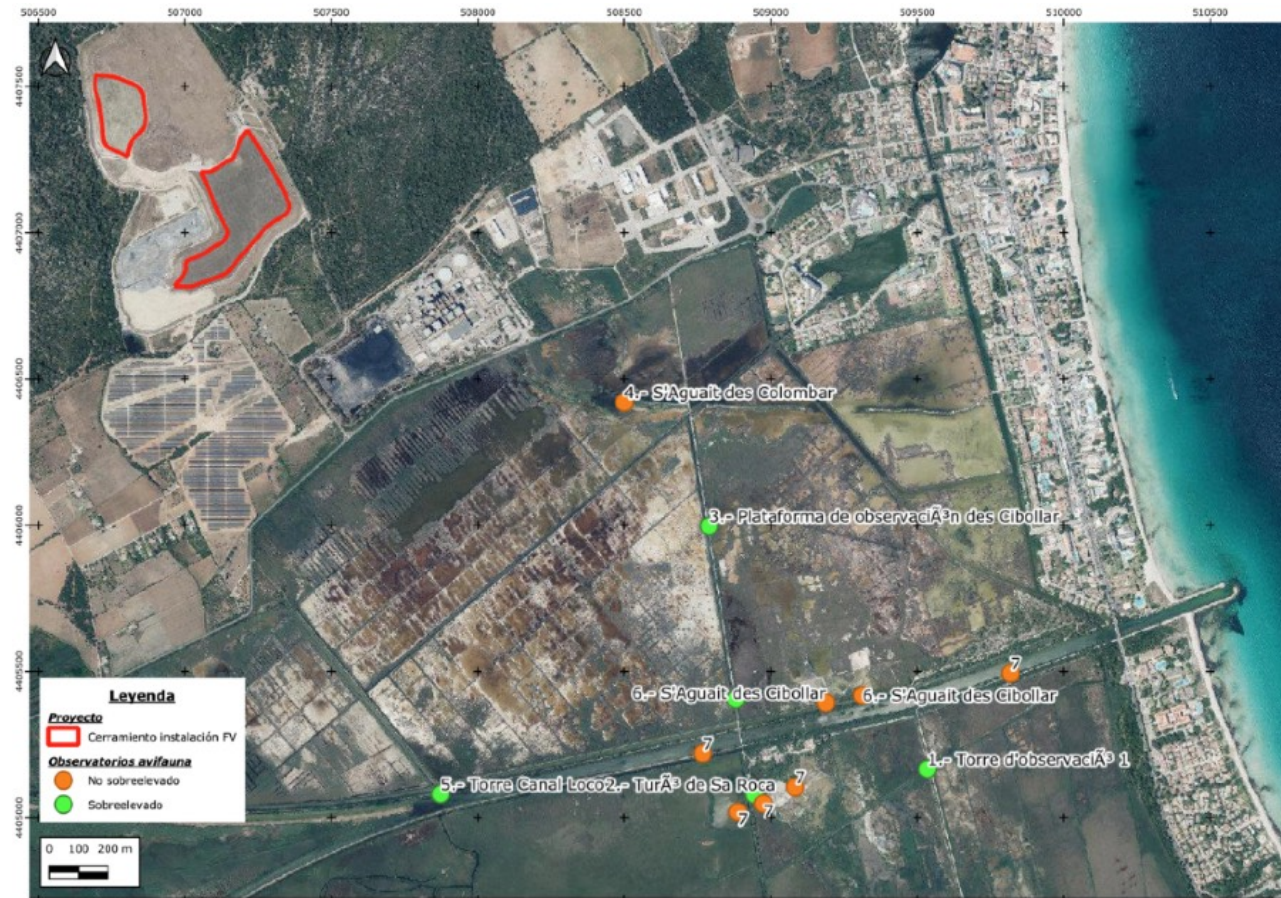 506500 507000 507500 508000 508500 509000 509500 510000 510500
4407500
4407000
4406500
4406000
4405500
4405000
4.- S'Aguait des Colombar
3.- Plataforma de observaciÃ³n des Cibollar
7
6.- S'Aguait des Cibollar
6.- S'Aguait des Cibollar
7
1.- Torre d'observaciÃ³ 1
5.- Torre Canal Loco
2.- TurÃ³ de Sa Roca
7
7
7
Leyenda
Proyecto
Cerramiento instalación FV
Observatorios avifauna
No sobreelevado
Sobreelevado
0 100 200 m